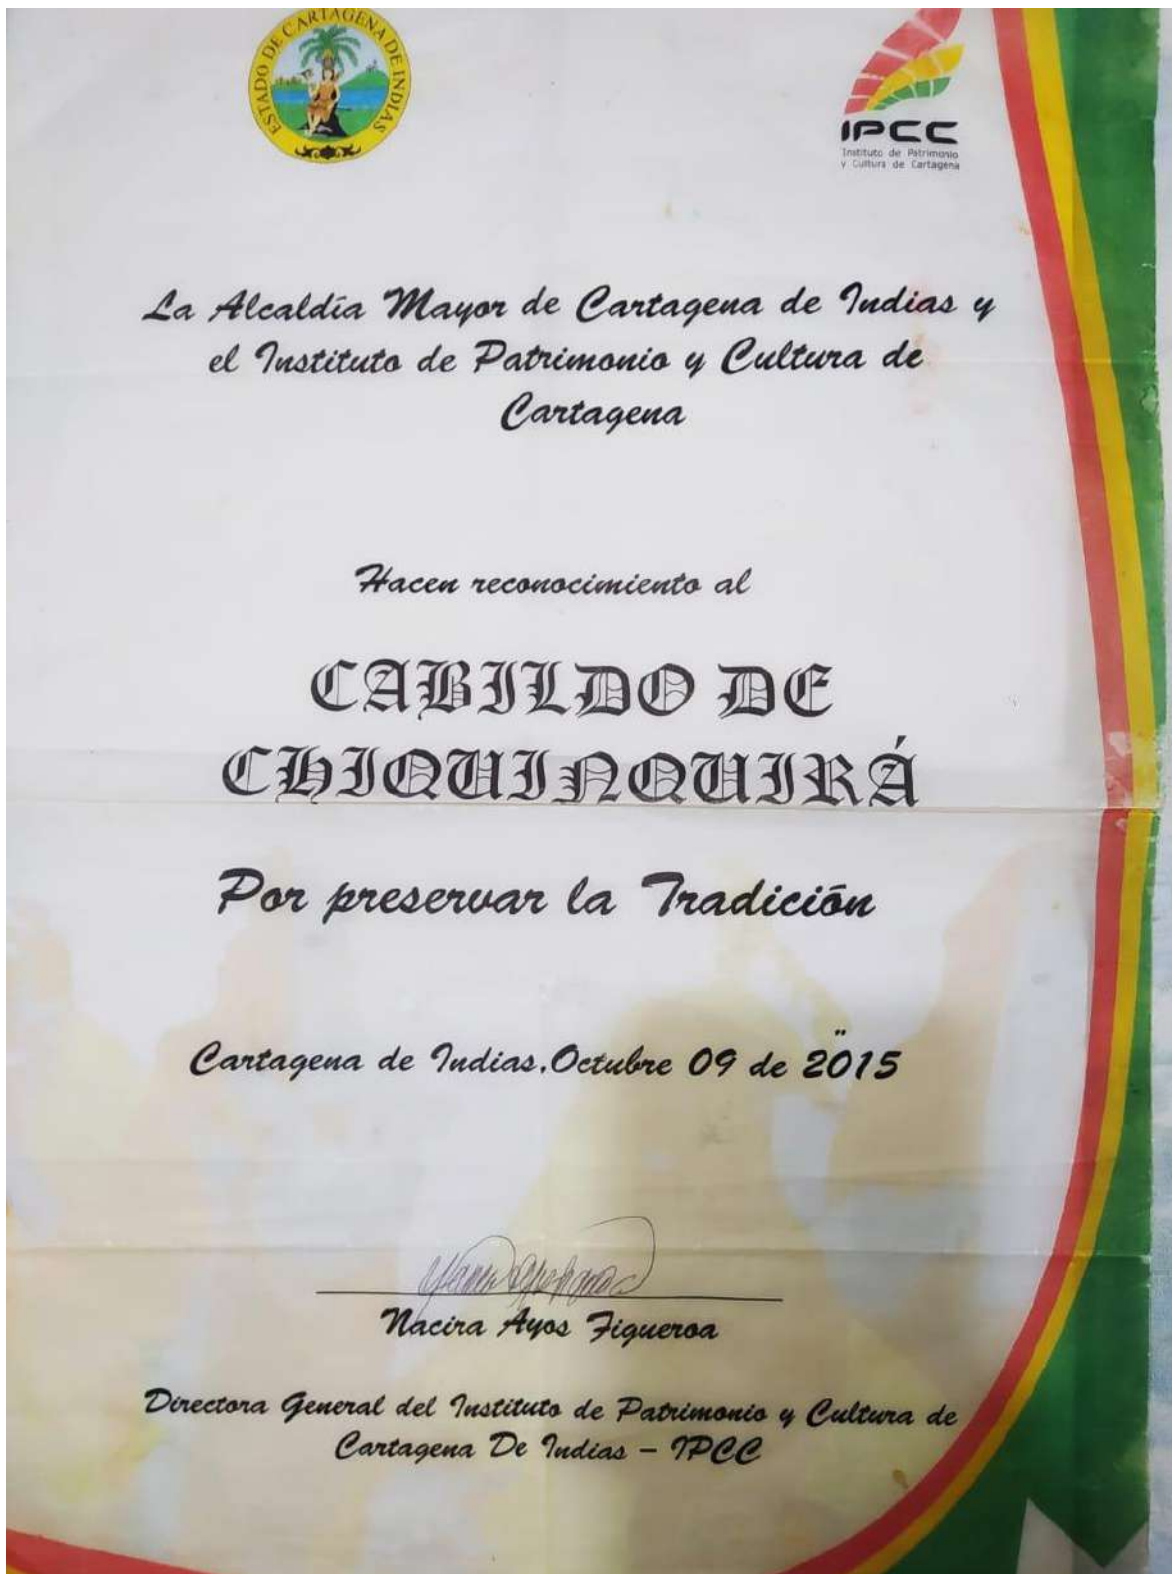 ESTADO DE CARTAGENA DE INDIAS
IPCC
Instituto de Patrimonio
y Cultura de Cartagena
La Alcaldía Mayor de Cartagena de Indias y
el Instituto de Patrimonio y Cultura de
Cartagena
Hacen reconocimiento al
CABILDO DE
CHIQUINQUIRÁ
Por preservar la Tradición
Cartagena de Indias, Octubre 09 de 2015
Nacira Ayos Figueroa
Directora General del Instituto de Patrimonio y Cultura de
Cartagena De Indias – IPCC